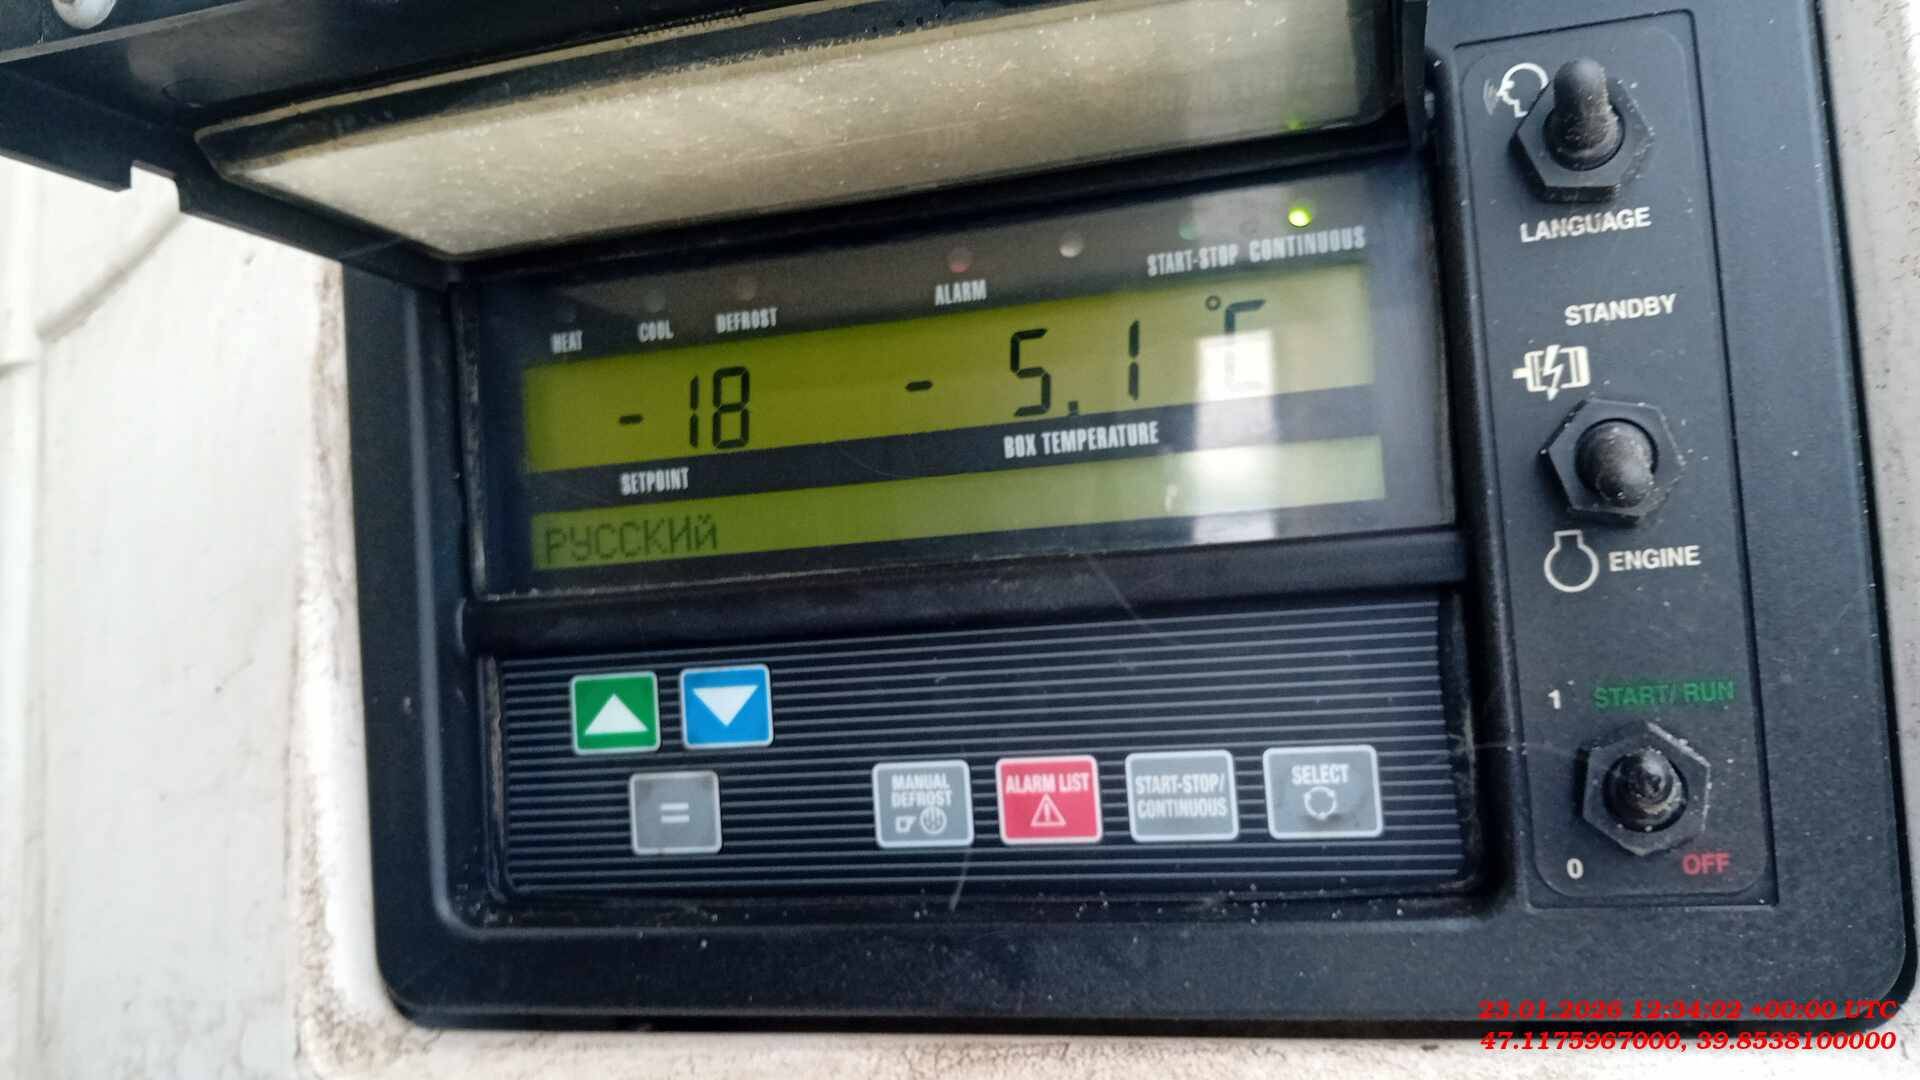 LANGUAGE
START-STOP CONTINUOUS
ALARM
HEAT COOL DEFROST
STANDBY
-18 -5.1 °C
SETPOINT BOX TEMPERATURE
РУССКИЙ
ENGINE
1 START/RUN
MANUAL
DEFROST
ALARM LIST
START-STOP/
CONTINUOUS
SELECT
=
0 OFF
23.01.2026 12:34:02 +00:00 UTC
47.1175967000, 39.8538100000